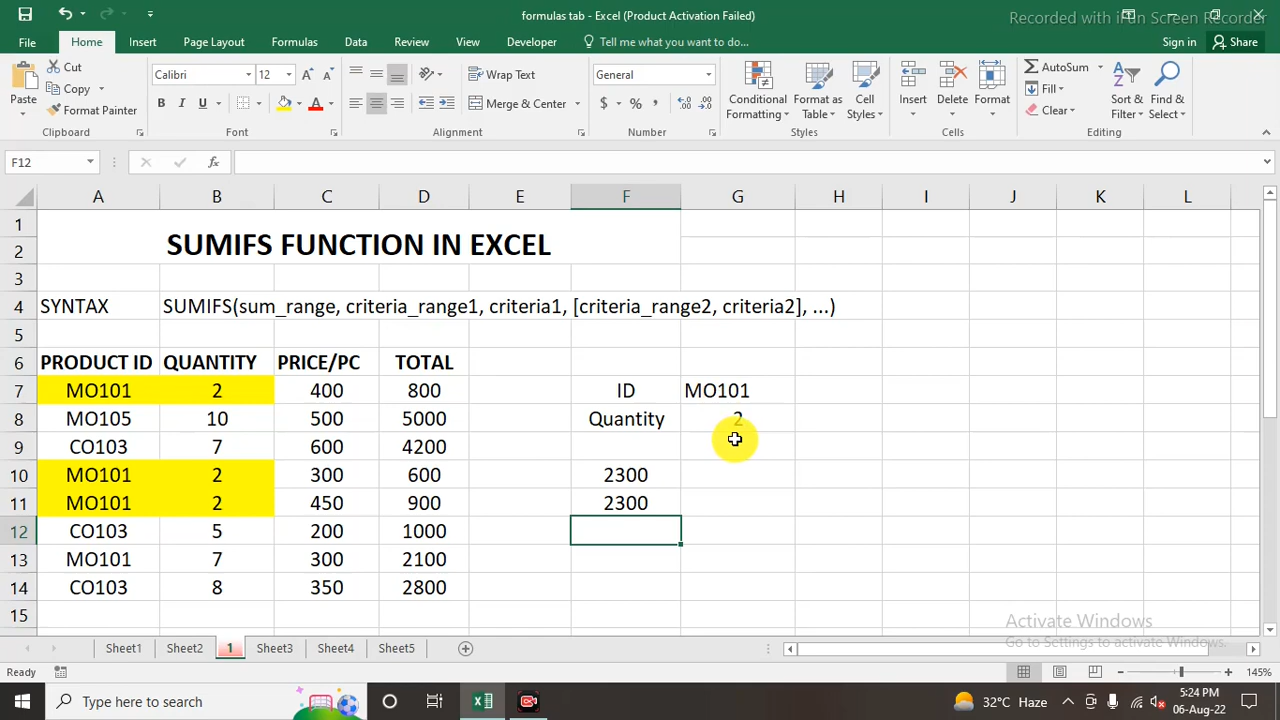 formulas tab - Excel (Product Activation Failed)
Recorded with iFun Screen Recorder
File Home Insert Page Layout Formulas Data Review View Developer Tell me what you want to do... Sign in Share
Paste Cut Copy Format Painter Clipboard
Calibri 12 B I U A Font
Wrap Text Merge & Center Alignment
General $ % , Number
Conditional Formatting Format as Table Cell Styles Styles
Insert Delete Format Cells
AutoSum Fill Clear Sort & Filter Find & Select Editing
F12 fx
A B C D E F G H I J K L
1
2 SUMIFS FUNCTION IN EXCEL
3
4 SYNTAX SUMIFS(sum_range, criteria_range1, criteria1, [criteria_range2, criteria2], ...)
5
6 PRODUCT ID QUANTITY PRICE/PC TOTAL
7 MO101 2 400 800 ID MO101
8 MO105 10 500 5000 Quantity 2
9 CO103 7 600 4200
10 MO101 2 300 600 2300
11 MO101 2 450 900 2300
12 CO103 5 200 1000
13 MO101 7 300 2100
14 CO103 8 350 2800
15
Activate Windows
Go to Settings to activate Windows.
Sheet1 Sheet2 1 Sheet3 Sheet4 Sheet5
Ready 145%
Type here to search 32°C Haze 5:24 PM
06-Aug-22